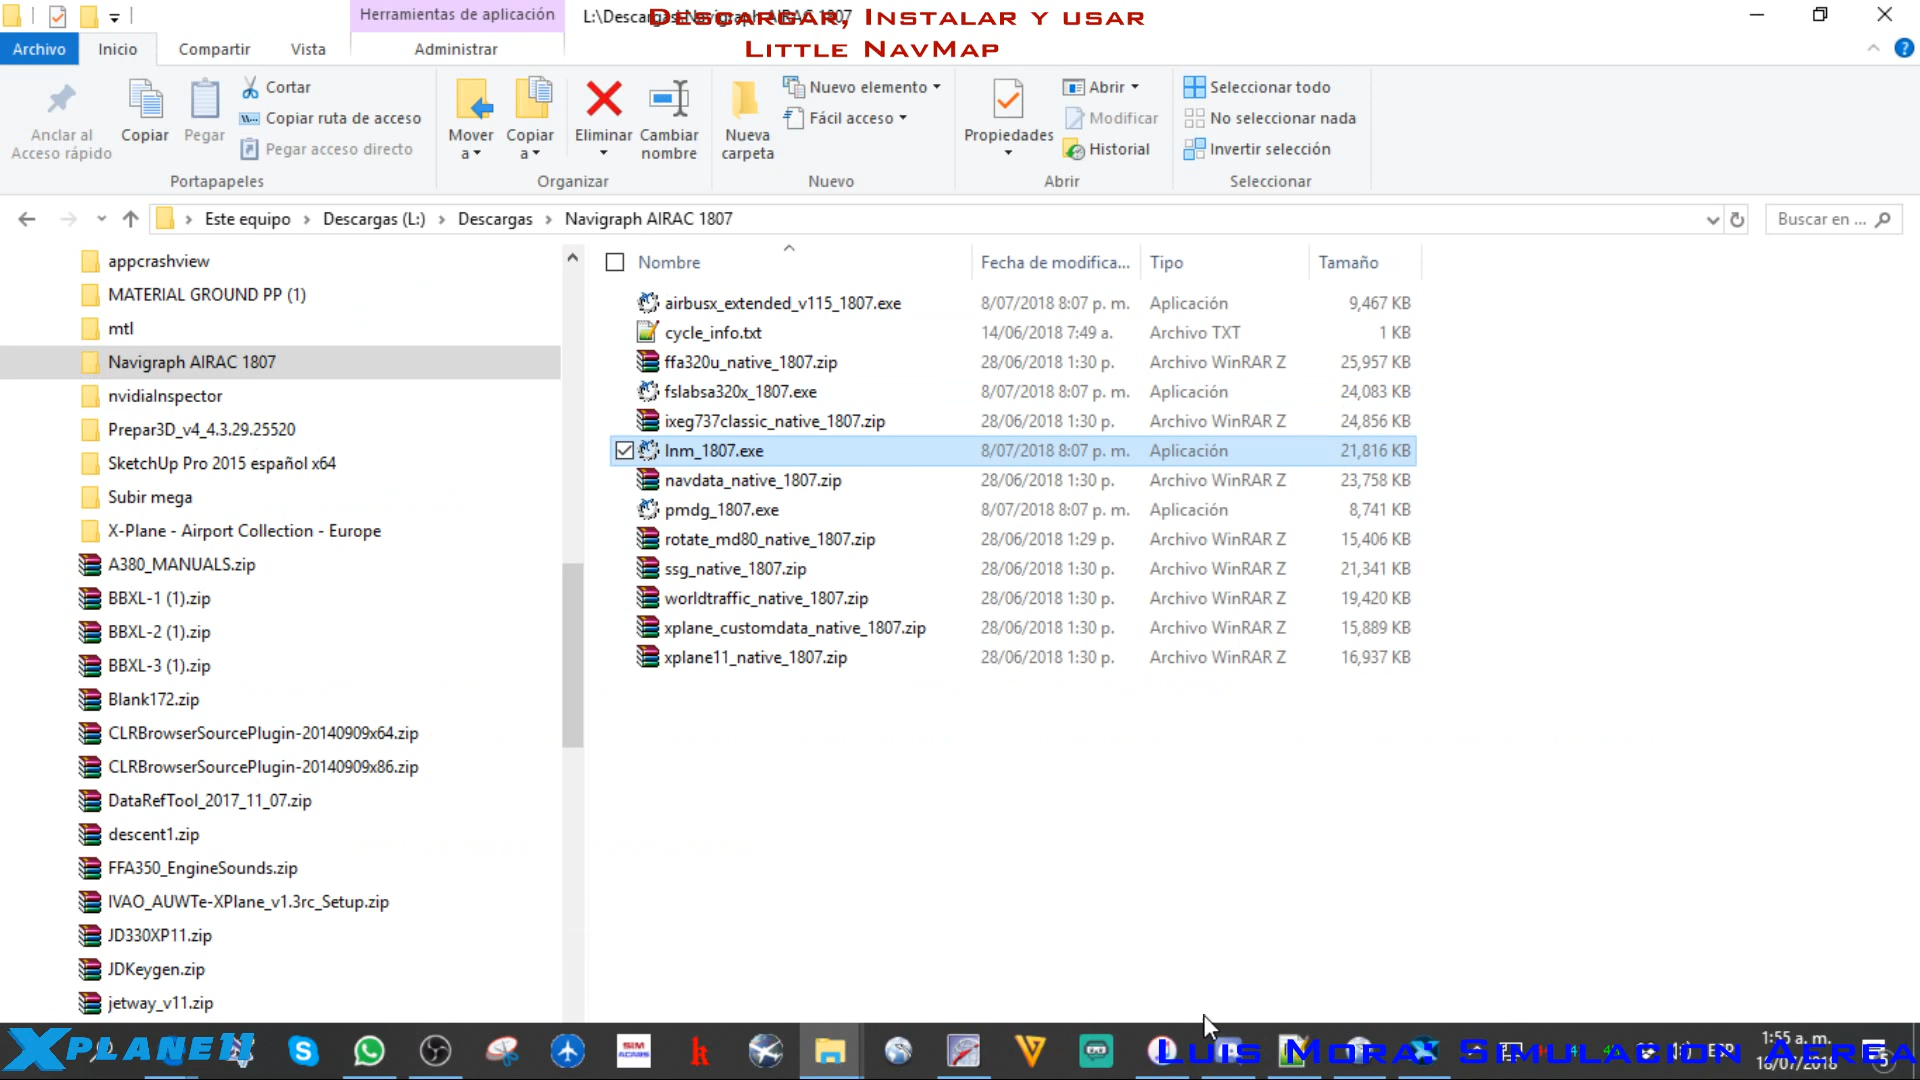 Herramientas de aplicación
L:\Descargas\Navigraph AIRAC 1807
Descargar, Instalar y usar
Little NavMap
Archivo
Inicio
Compartir
Vista
Administrar
Anclar al
Acceso rápido
Copiar
Pegar
Cortar
Copiar ruta de acceso
Pegar acceso directo
Portapapeles
Mover
a
Copiar
a
Eliminar
Cambiar
nombre
Organizar
Nueva
carpeta
Nuevo elemento
Fácil acceso
Nuevo
Propiedades
Abrir
Modificar
Historial
Abrir
Seleccionar todo
No seleccionar nada
Invertir selección
Seleccionar
Este equipo > Descargas (L:) > Descargas > Navigraph AIRAC 1807
Buscar en ...
appcrashview
MATERIAL GROUND PP (1)
mtl
Navigraph AIRAC 1807
nvidiaInspector
Prepar3D_v4_4.3.29.25520
SketchUp Pro 2015 español x64
Subir mega
X-Plane - Airport Collection - Europe
A380_MANUALS.zip
BBXL-1 (1).zip
BBXL-2 (1).zip
BBXL-3 (1).zip
Blank172.zip
CLRBrowserSourcePlugin-20140909x64.zip
CLRBrowserSourcePlugin-20140909x86.zip
DataRefTool_2017_11_07.zip
descent1.zip
FFA350_EngineSounds.zip
IVAO_AUWTe-XPlane_v1.3rc_Setup.zip
JD330XP11.zip
JDKeygen.zip
jetway_v11.zip
Nombre Fecha de modifica... Tipo Tamaño
airbusx_extended_v115_1807.exe 8/07/2018 8:07 p. m. Aplicación 9,467 KB
cycle_info.txt 14/06/2018 7:49 a. Archivo TXT 1 KB
ffa320u_native_1807.zip 28/06/2018 1:30 p. Archivo WinRAR Z 25,957 KB
fslabsa320x_1807.exe 8/07/2018 8:07 p. m. Aplicación 24,083 KB
ixeg737classic_native_1807.zip 28/06/2018 1:30 p. Archivo WinRAR Z 24,856 KB
lnm_1807.exe 8/07/2018 8:07 p. m. Aplicación 21,816 KB
navdata_native_1807.zip 28/06/2018 1:30 p. Archivo WinRAR Z 23,758 KB
pmdg_1807.exe 8/07/2018 8:07 p. m. Aplicación 8,741 KB
rotate_md80_native_1807.zip 28/06/2018 1:29 p. Archivo WinRAR Z 15,406 KB
ssg_native_1807.zip 28/06/2018 1:30 p. Archivo WinRAR Z 21,341 KB
worldtraffic_native_1807.zip 28/06/2018 1:30 p. Archivo WinRAR Z 19,420 KB
xplane_customdata_native_1807.zip 28/06/2018 1:30 p. Archivo WinRAR Z 15,889 KB
xplane11_native_1807.zip 28/06/2018 1:30 p. Archivo WinRAR Z 16,937 KB
XPLANE11
SIM
ACARS
Luis Mora: Simulacion Aerea
ESP
1:55 a. m.
18/07/2018
5